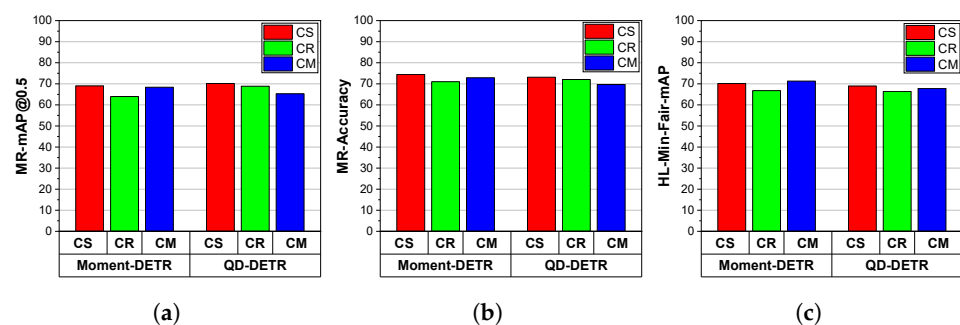 100
90
80
70
60
50
40
30
20
10
0
MR-mAP@0.5
CS
CR
CM
CS CR CM CS CR CM
Moment-DETR QD-DETR
(a)
100
90
80
70
60
50
40
30
20
10
0
MR-Accuracy
CS
CR
CM
CS CR CM CS CR CM
Moment-DETR QD-DETR
(b)
100
90
80
70
60
50
40
30
20
10
0
HL-Min-Fair-mAP
CS
CR
CM
CS CR CM CS CR CM
Moment-DETR QD-DETR
(c)